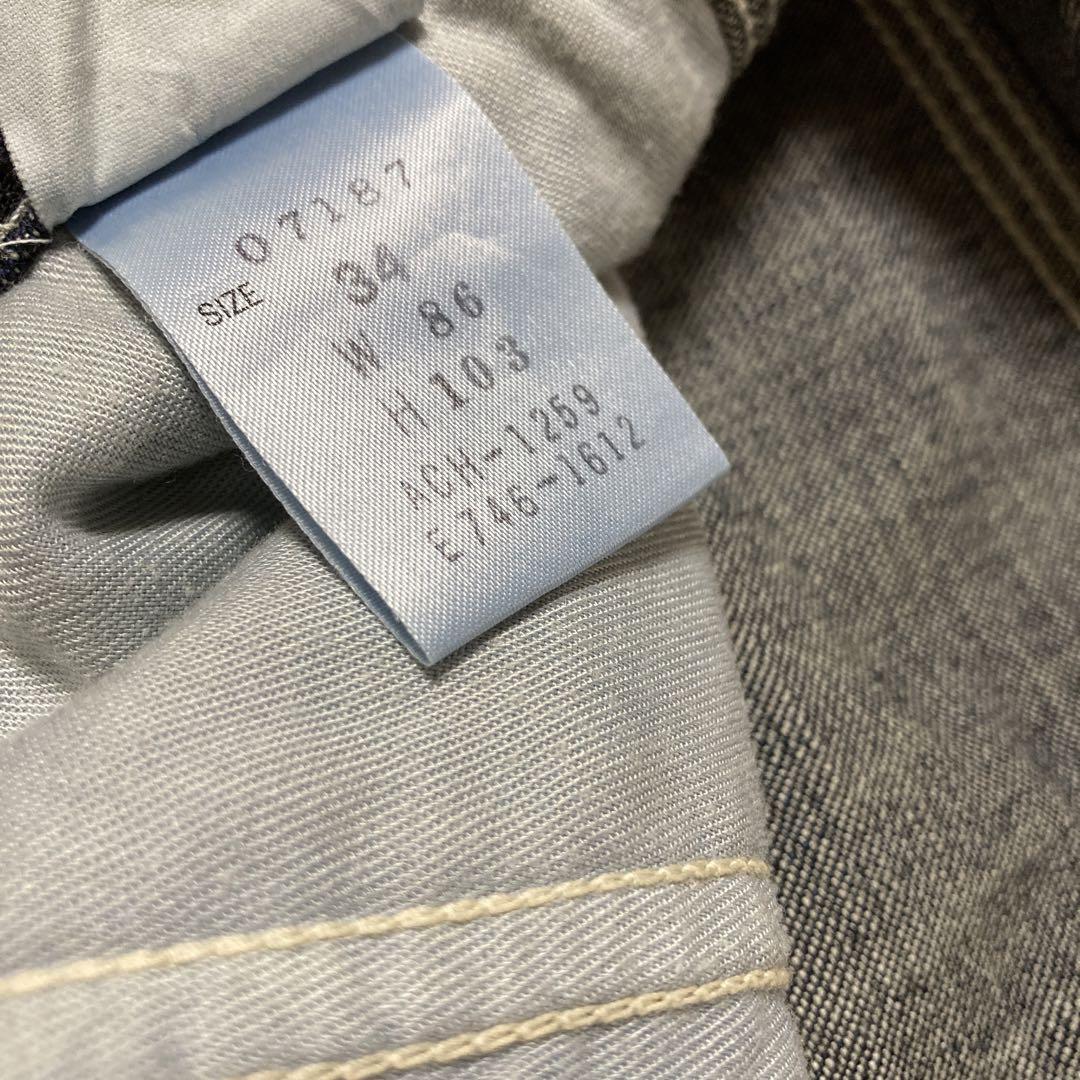 07187
SIZE 34
W 86
H 103
ACH-1259
E746-1612